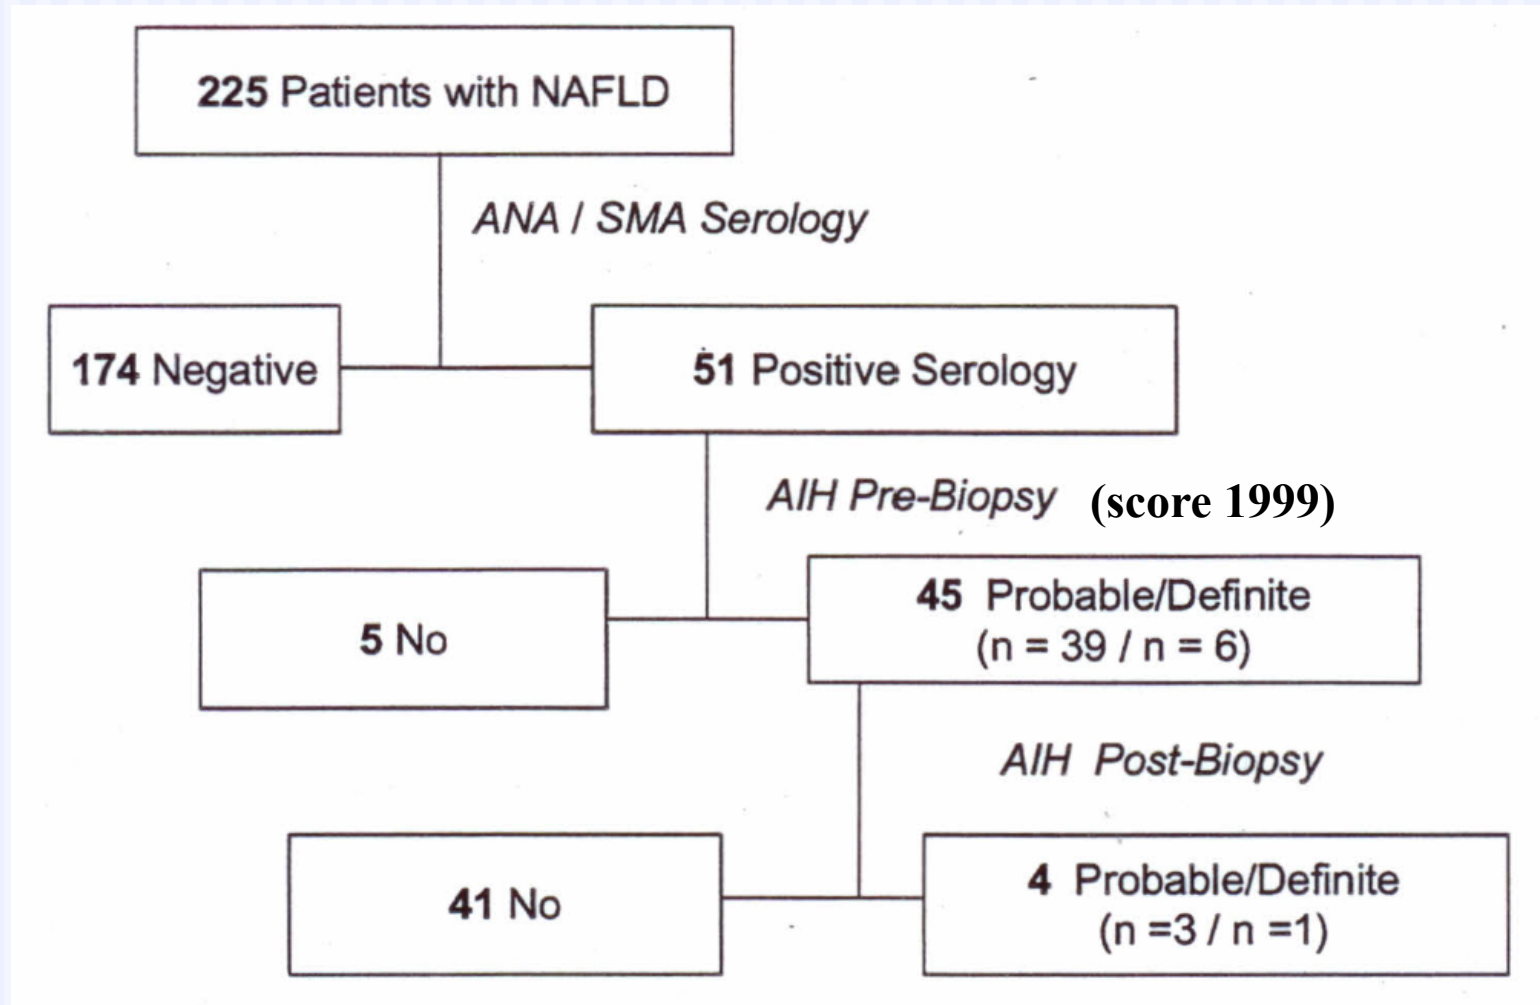 225 Patients with NAFLD
ANA / SMA Serology
174 Negative
51 Positive Serology
AIH Pre-Biopsy (score 1999)
5 No
45 Probable/Definite
(n = 39 / n = 6)
AIH Post-Biopsy
41 No
4 Probable/Definite
(n =3 / n =1)